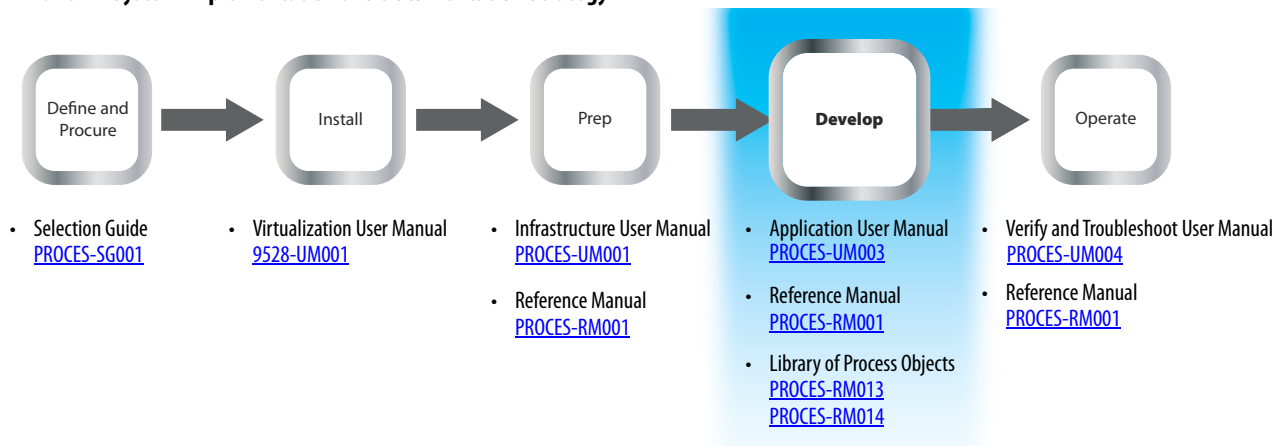 Define and
Procure
Install
Prep
Develop
Operate
• Selection Guide
PROCES-SG001
• Virtualization User Manual
9528-UM001
• Infrastructure User Manual
PROCES-UM001
• Reference Manual
PROCES-RM001
• Application User Manual
PROCES-UM003
• Reference Manual
PROCES-RM001
• Library of Process Objects
PROCES-RM013
PROCES-RM014
• Verify and Troubleshoot User Manual
PROCES-UM004
• Reference Manual
PROCES-RM001